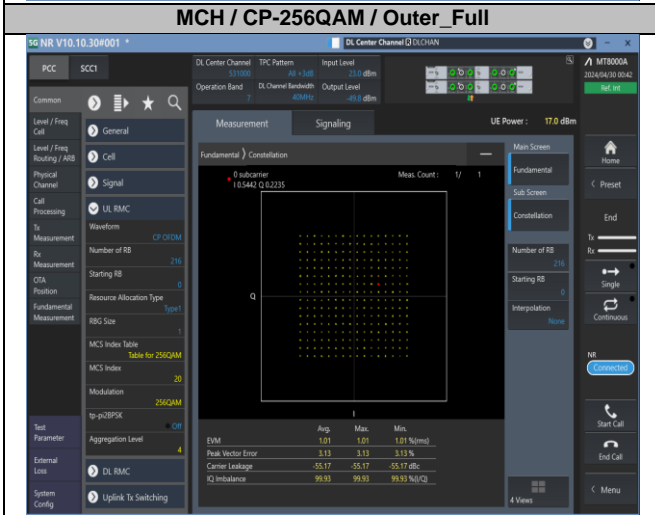 MCH / CP-256QAM / Outer_Full
5G NR V10.10.30#001 *
DL Center Channel DLCHAN
PCC SCC1
DL Center Channel TPC Pattern Input Level
531000 All +3dB 23.0 dBm
Operation Band DL Channel Bandwidth Output Level
7 40MHz -49.8 dBm
MT8000A
2024/04/30 00:42
Ref. Int
Common
Level / Freq
Cell
Level / Freq
Routing / ARB
Physical
Channel
Call
Processing
Tx
Measurement
Rx
Measurement
OTA
Position
Fundamental
Measurement
Test
Parameter
External
Loss
System
Config
General
Cell
Signal
UL RMC
Waveform
CP OFDM
Number of RB
216
Starting RB
0
Resource Allocation Type
Type1
RBG Size
1
MCS Index Table
Table for 256QAM
MCS Index
20
Modulation
256QAM
tp-pi2BPSK
Off
Aggregation Level
4
DL RMC
Uplink Tx Switching
Measurement Signaling
UE Power : 17.0 dBm
Fundamental Constellation
0 subcarrier Meas. Count : 1/ 1
I 0.5442 Q 0.2235
Q
I
Avg. Max. Min.
EVM 1.01 1.01 1.01 %(rms)
Peak Vector Error 3.13 3.13 3.13 %
Carrier Leakage -55.17 -55.17 -55.17 dBc
IQ Imbalance 99.93 99.93 99.93 %(I/Q)
Main Screen
Fundamental
Sub Screen
Constellation
Number of RB
216
Starting RB
0
Interpolation
None
4 Views
Home
Preset
End
Tx
Rx
Single
Continuous
NR
Connected
Start Call
End Call
Menu